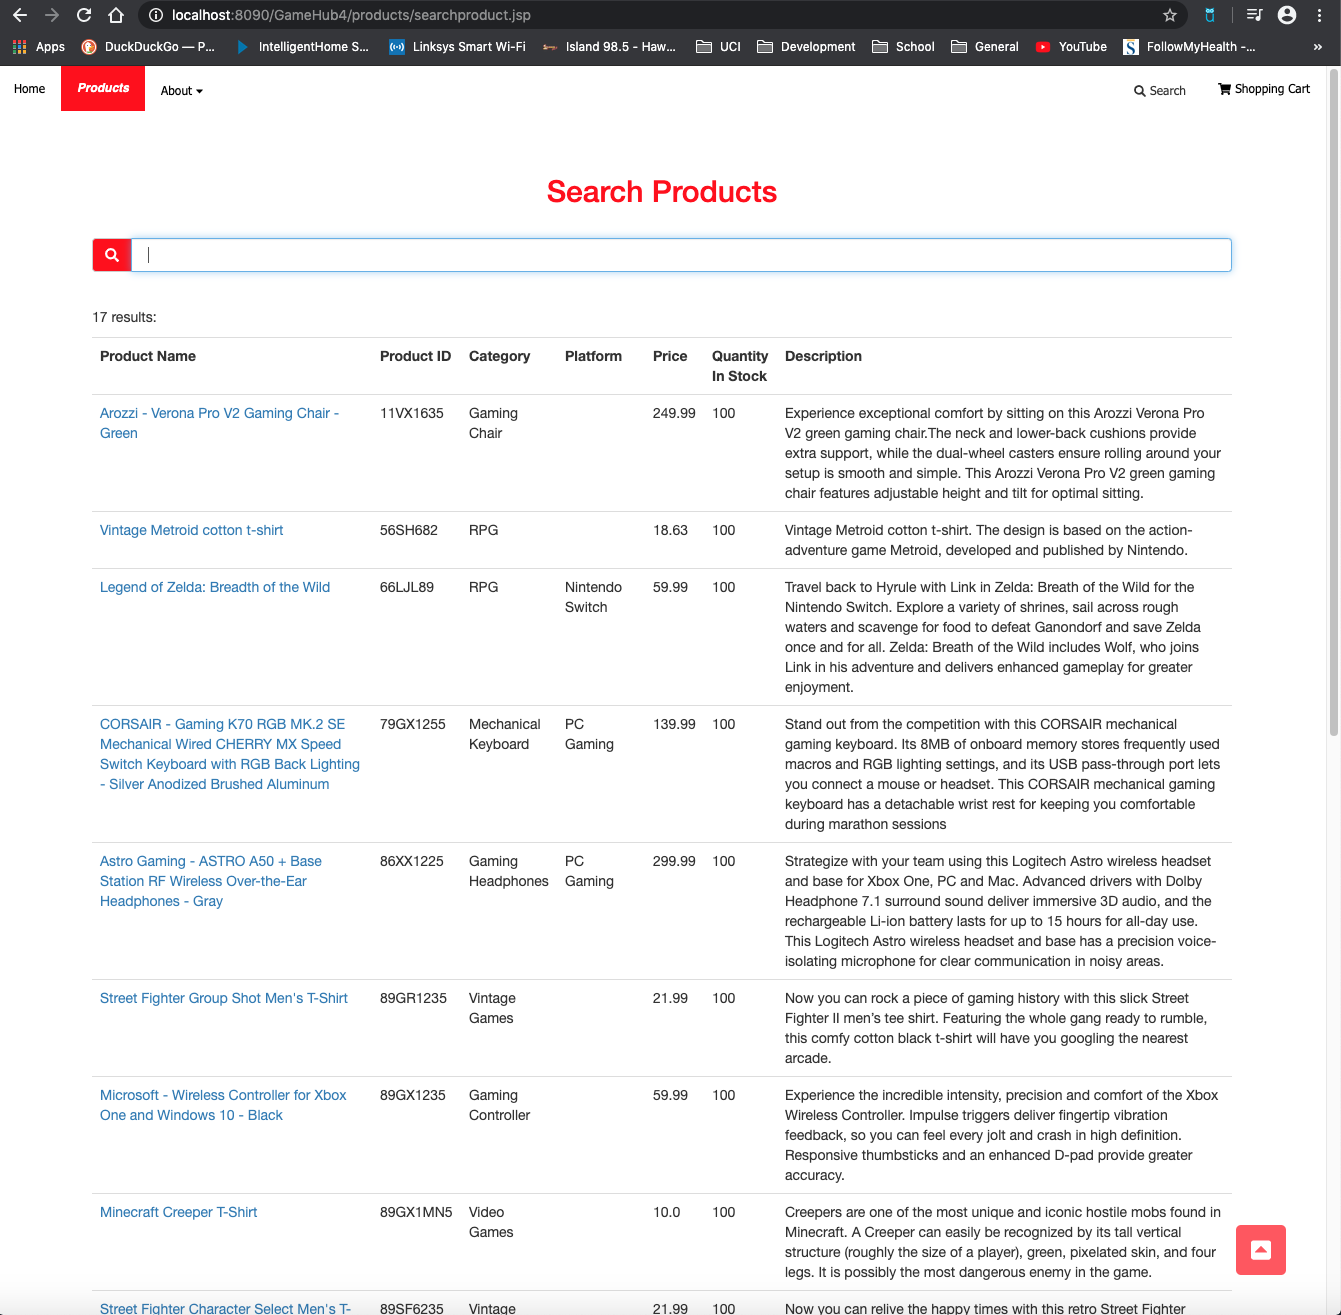 localhost:8090/GameHub4/products/searchproduct.jsp
Apps DuckDuckGo — P... IntelligentHome S... Linksys Smart Wi-Fi Island 98.5 - Haw... UCI Development School General YouTube FollowMyHealth -... »
Home Products About Search Shopping Cart
Search Products
17 results:
Product Name Product ID Category Platform Price Quantity Description
In Stock
Arozzi - Verona Pro V2 Gaming Chair - 11VX1635 Gaming 249.99 100 Experience exceptional comfort by sitting on this Arozzi Verona Pro
Green Chair V2 green gaming chair.The neck and lower-back cushions provide
extra support, while the dual-wheel casters ensure rolling around your
setup is smooth and simple. This Arozzi Verona Pro V2 green gaming
chair features adjustable height and tilt for optimal sitting.
Vintage Metroid cotton t-shirt 56SH682 RPG 18.63 100 Vintage Metroid cotton t-shirt. The design is based on the action-
adventure game Metroid, developed and published by Nintendo.
Legend of Zelda: Breadth of the Wild 66LJL89 RPG Nintendo 59.99 100 Travel back to Hyrule with Link in Zelda: Breath of the Wild for the
Switch Nintendo Switch. Explore a variety of shrines, sail across rough
waters and scavenge for food to defeat Ganondorf and save Zelda
once and for all. Zelda: Breath of the Wild includes Wolf, who joins
Link in his adventure and delivers enhanced gameplay for greater
enjoyment.
CORSAIR - Gaming K70 RGB MK.2 SE 79GX1255 Mechanical PC 139.99 100 Stand out from the competition with this CORSAIR mechanical
Mechanical Wired CHERRY MX Speed Keyboard Gaming gaming keyboard. Its 8MB of onboard memory stores frequently used
Switch Keyboard with RGB Back Lighting macros and RGB lighting settings, and its USB pass-through port lets
- Silver Anodized Brushed Aluminum you connect a mouse or headset. This CORSAIR mechanical gaming
keyboard has a detachable wrist rest for keeping you comfortable
during marathon sessions
Astro Gaming - ASTRO A50 + Base 86XX1225 Gaming PC 299.99 100 Strategize with your team using this Logitech Astro wireless headset
Station RF Wireless Over-the-Ear Headphones Gaming and base for Xbox One, PC and Mac. Advanced drivers with Dolby
Headphones - Gray Headphone 7.1 surround sound deliver immersive 3D audio, and the
rechargeable Li-ion battery lasts for up to 15 hours for all-day use.
This Logitech Astro wireless headset and base has a precision voice-
isolating microphone for clear communication in noisy areas.
Street Fighter Group Shot Men's T-Shirt 89GR1235 Vintage 21.99 100 Now you can rock a piece of gaming history with this slick Street
Games Fighter II men's tee shirt. Featuring the whole gang ready to rumble,
this comfy cotton black t-shirt will have you googling the nearest
arcade.
Microsoft - Wireless Controller for Xbox 89GX1235 Gaming 59.99 100 Experience the incredible intensity, precision and comfort of the Xbox
One and Windows 10 - Black Controller Wireless Controller. Impulse triggers deliver fingertip vibration
feedback, so you can feel every jolt and crash in high definition.
Responsive thumbsticks and an enhanced D-pad provide greater
accuracy.
Minecraft Creeper T-Shirt 89GX1MN5 Video 10.0 100 Creepers are one of the most unique and iconic hostile mobs found in
Games Minecraft. A Creeper can easily be recognized by its tall vertical
structure (roughly the size of a player), green, pixelated skin, and four
legs. It is possibly the most dangerous enemy in the game.
Street Fighter Character Select Men's T- 89SF6235 Vintage 21.99 100 Now you can relive the happy times with this retro Street Fighter